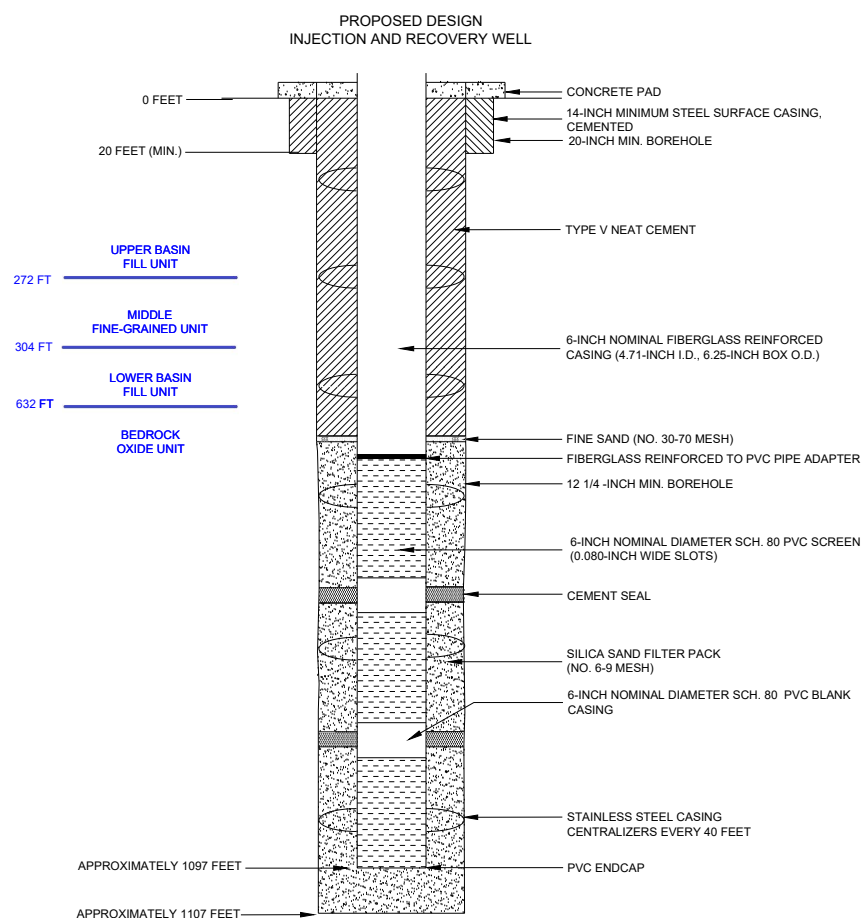 PROPOSED DESIGN
INJECTION AND RECOVERY WELL
CONCRETE PAD
0 FEET
14-INCH MINIMUM STEEL SURFACE CASING,
CEMENTED
20-INCH MIN. BOREHOLE
20 FEET (MIN.)
TYPE V NEAT CEMENT
UPPER BASIN
FILL UNIT
272 FT
MIDDLE
FINE-GRAINED UNIT
304 FT
6-INCH NOMINAL FIBERGLASS REINFORCED
CASING (4.71-INCH I.D., 6.25-INCH BOX O.D.)
LOWER BASIN
FILL UNIT
632 FT
BEDROCK
OXIDE UNIT
FINE SAND (NO. 30-70 MESH)
FIBERGLASS REINFORCED TO PVC PIPE ADAPTER
12 1/4 -INCH MIN. BOREHOLE
6-INCH NOMINAL DIAMETER SCH. 80 PVC SCREEN
(0.080-INCH WIDE SLOTS)
CEMENT SEAL
SILICA SAND FILTER PACK
(NO. 6-9 MESH)
6-INCH NOMINAL DIAMETER SCH. 80 PVC BLANK
CASING
STAINLESS STEEL CASING
CENTRALIZERS EVERY 40 FEET
APPROXIMATELY 1097 FEET
PVC ENDCAP
APPROXIMATELY 1107 FEET